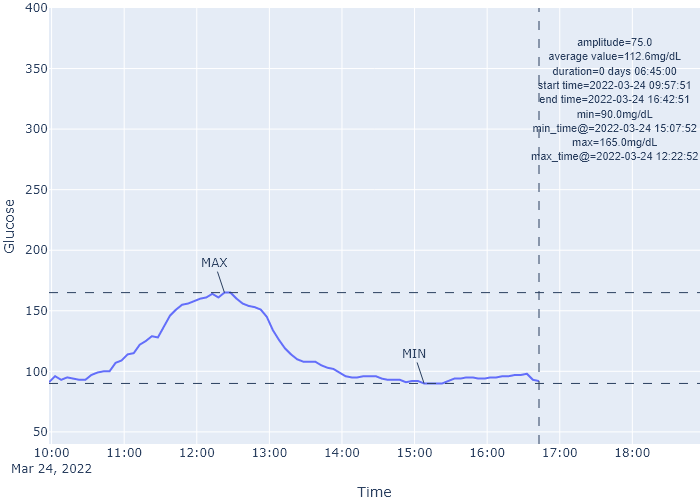 400
350
300
250
200
150
100
50
Glucose
amplitude=75.0
average value=112.6mg/dL
duration=0 days 06:45:00
start time=2022-03-24 09:57:51
end time=2022-03-24 16:42:51
min=90.0mg/dL
min_time@=2022-03-24 15:07:52
max=165.0mg/dL
max_time@=2022-03-24 12:22:52
MAX
MIN
10:00 11:00 12:00 13:00 14:00 15:00 16:00 17:00 18:00
Mar 24, 2022
Time